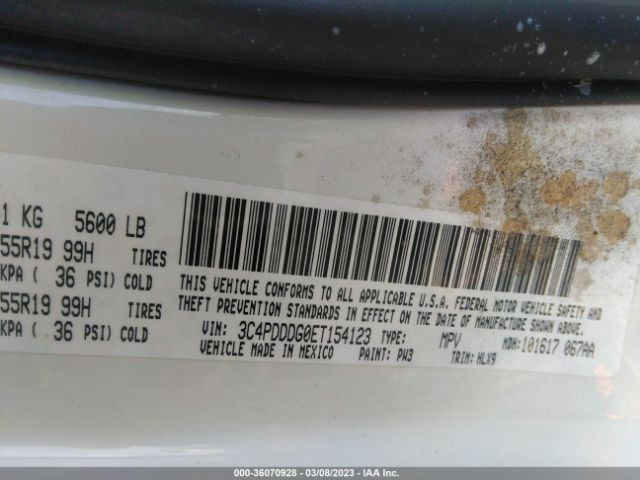 1 KG 5600 LB
55R19 99H TIRES
KPA ( 36 PSI) COLD
55R19 99H TIRES
KPA ( 36 PSI) COLD
THIS VEHICLE CONFORMS TO ALL APPLICABLE U.S.A. FEDERAL MOTOR VEHICLE SAFETY AND
THEFT PREVENTION STANDARDS IN EFFECT ON THE DATE OF MANUFACTURE SHOWN ABOVE.
VIN: 3C4PDDDG0ET154123 TYPE: MPV MDH:101617 067AA
VEHICLE MADE IN MEXICO PAINT: PW3 TRIM: HLX9
000-36070928 - 03/08/2023 - IAA Inc.